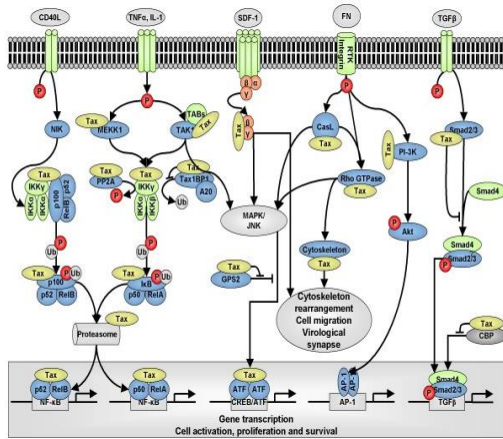 CD40L
TNFα, IL-1
SDF-1
FN
TGFβ
RTK
Integrin
P
P
P
P
β α
γ
TABs
Tax
Tax
NIK
MEKK1
TAK1
Tax
β
γ
CasL
Tax
PI-3K
Tax
Smad2/3
Tax
Tax
IKKγ
IKKα
IKKα
p100
RelB
p52
Tax
PP2A
P
Tax
IKKγ
IKKα
IKKβ
Tax
Tax1BP1
A20
Ub
MAPK/
JNK
Rho GTPase
Tax
Smad4
P
Akt
P
Ub
P
Ub
Cytoskeleton
Tax
Smad4
P
Smad2/3
Tax
p100
P
Ub
p52
RelB
Tax
IκB
P
Ub
p50
RelA
Tax
GPS2
Cytoskeleton
rearrangement
Cell migration
Virological
synapse
Proteasome
Tax
Tax
CBP
Tax
p52
RelB
NF-κB
Tax
p50
RelA
NF-κB
Tax
ATF
ATF
CREB/ATF
AP-1
AP-1
AP-1
Smad4
P
Smad2/3
TGFβ
Gene transcription
Cell activation, proliferation and survival